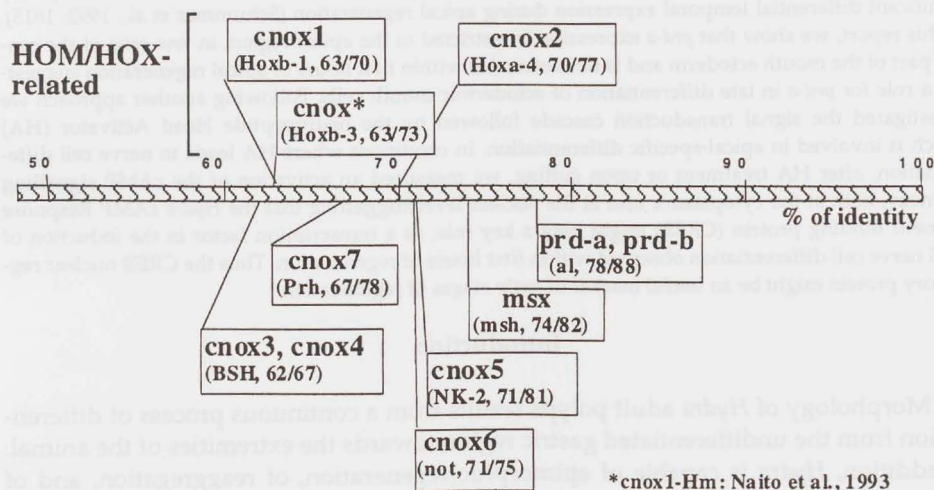 HOM/HOX-
related
cnox1
(Hoxb-1, 63/70)
cnox2
(Hoxa-4, 70/77)
cnox*
(Hoxb-3, 63/73)
50 60 70 80 90 100
% of identity
cnox7
(Prh, 67/78)
prd-a, prd-b
(al, 78/88)
msx
(msh, 74/82)
cnox3, cnox4
(BSH, 62/67)
cnox5
(NK-2, 71/81)
cnox6
(not, 71/75)
*cnox1-Hm: Naito et al., 1993